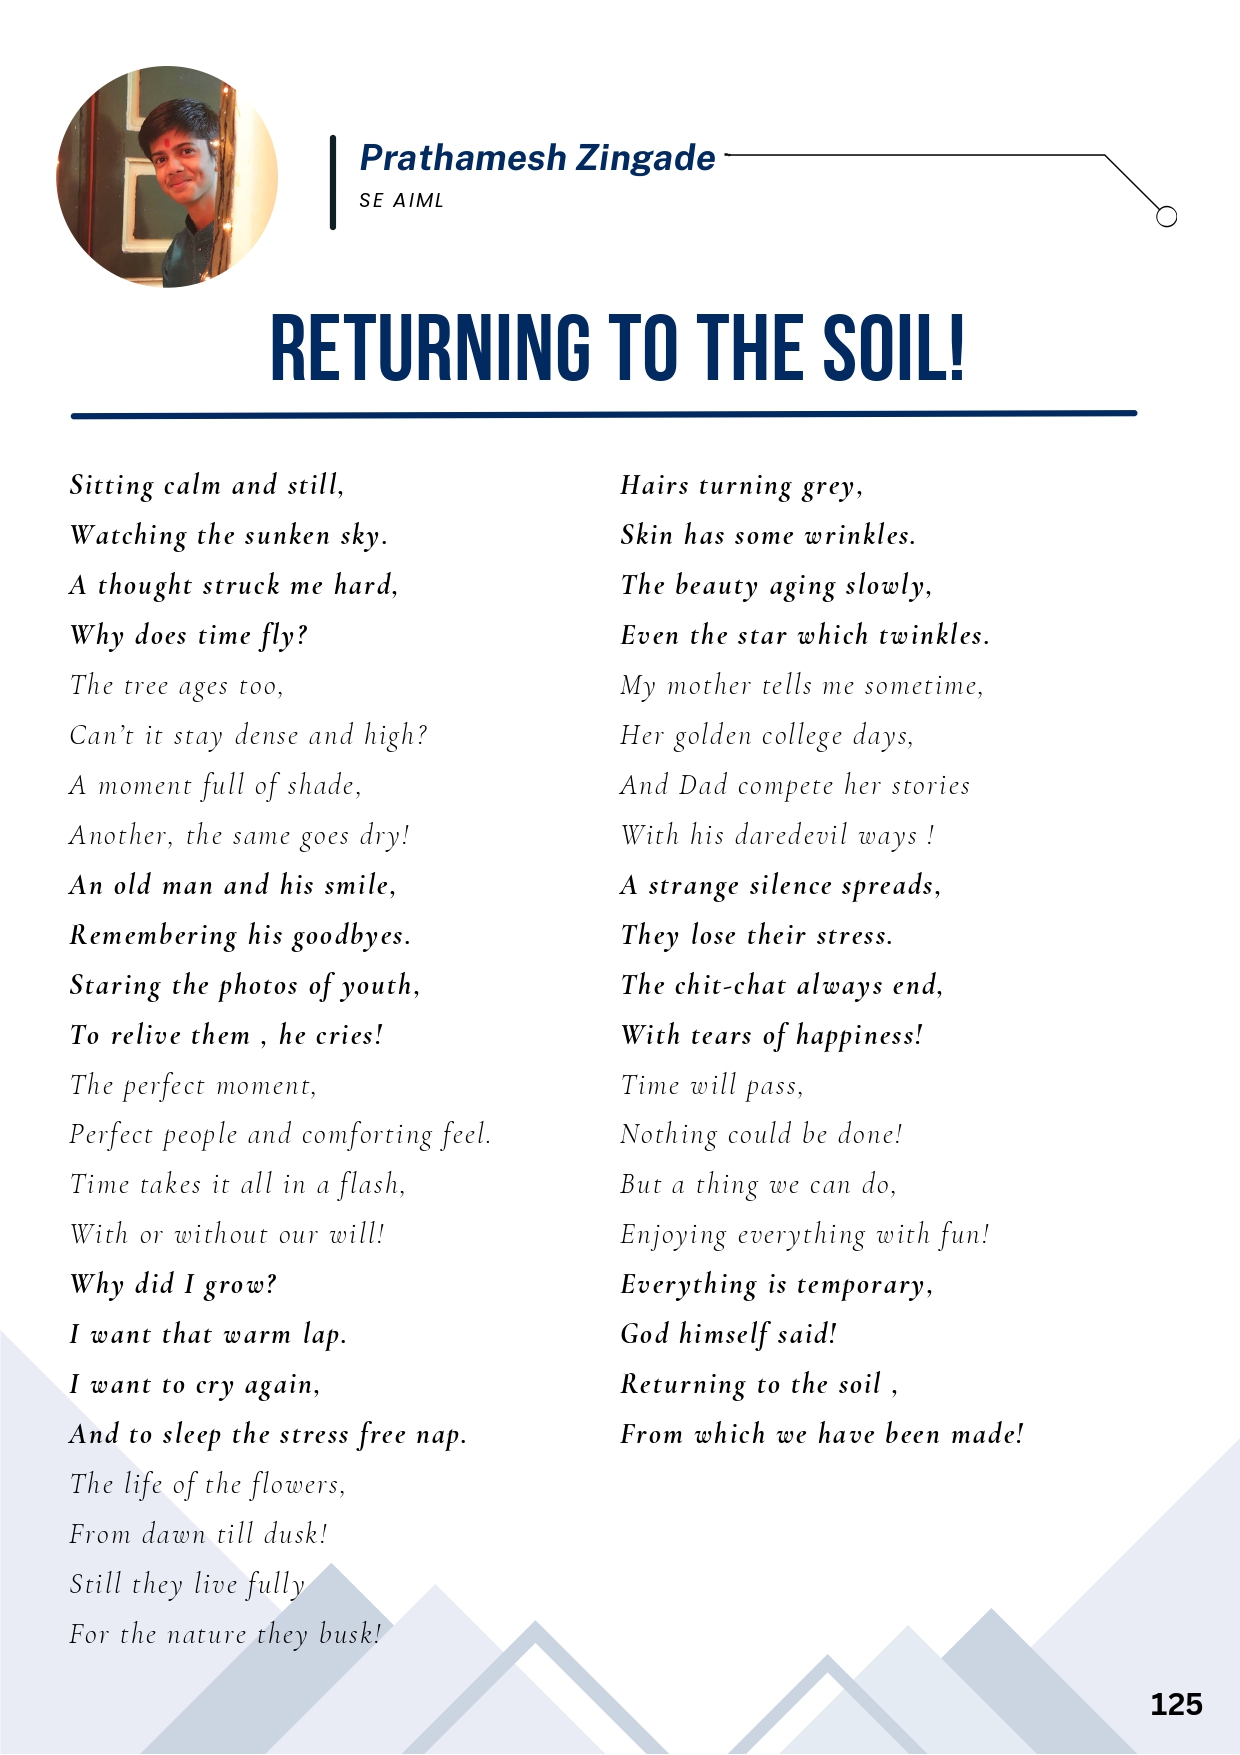 Prathamesh Zingade
SE AIML
RETURNING TO THE SOIL!
Sitting calm and still,
Watching the sunken sky.
A thought struck me hard,
Why does time fly?
The tree ages too,
Can't it stay dense and high?
A moment full of shade,
Another, the same goes dry!
An old man and his smile,
Remembering his goodbyes.
Staring the photos of youth,
To relive them , he cries!
The perfect moment,
Perfect people and comforting feel.
Time takes it all in a flash,
With or without our will!
Why did I grow?
I want that warm lap.
I want to cry again,
And to sleep the stress free nap.
The life of the flowers,
From dawn till dusk!
Still they live fully
For the nature they busk!
Hairs turning grey,
Skin has some wrinkles.
The beauty aging slowly,
Even the star which twinkles.
My mother tells me sometime,
Her golden college days,
And Dad compete her stories
With his daredevil ways !
A strange silence spreads,
They lose their stress.
The chit-chat always end,
With tears of happiness!
Time will pass,
Nothing could be done!
But a thing we can do,
Enjoying everything with fun!
Everything is temporary,
God himself said!
Returning to the soil ,
From which we have been made!
125